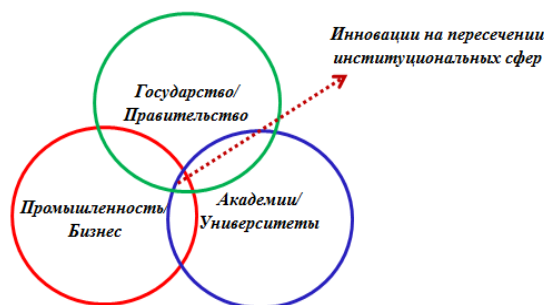 Инновации на пересечении
институциональных сфер
Государство/
Правительство
Промышленность/
Бизнес
Академии/
Университеты